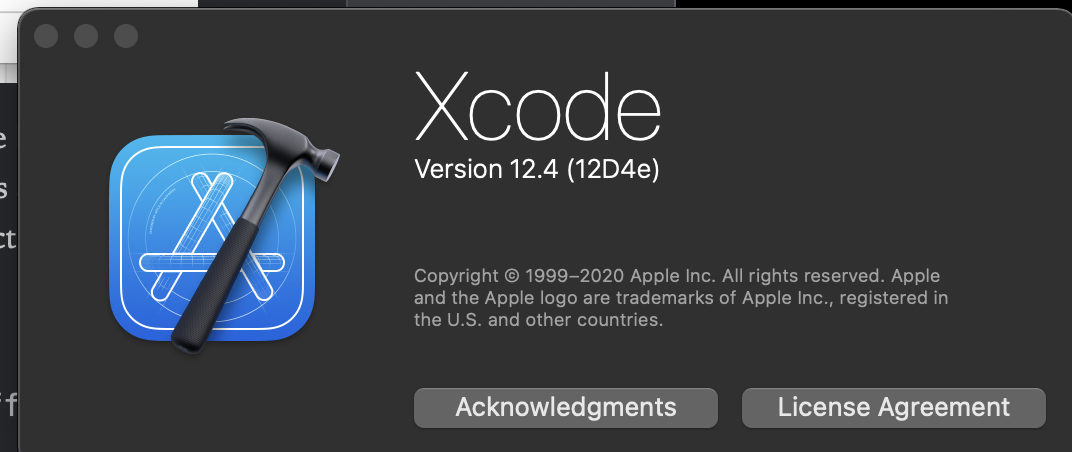 Xcode
Version 12.4 (12D4e)
Copyright © 1999–2020 Apple Inc. All rights reserved. Apple
and the Apple logo are trademarks of Apple Inc., registered in
the U.S. and other countries.
Acknowledgments
License Agreement